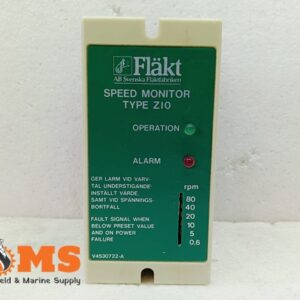 Fläkt
AB Svenska Fläktfabriken
SPEED MONITOR
TYPE Z10
OPERATION
ALARM
GER LARM VID VARV-
TAL UNDERSTIGANDE
INSTÄLLT VÄRDE.
SAMT VID SPÄNNINGS-
BORTFALL
FAULT SIGNAL WHEN
BELOW PRESET VALUE
AND ON POWER
FAILURE
rpm
80
40
20
10
5
0.6
V4530722-A
MS
& Marine Supply